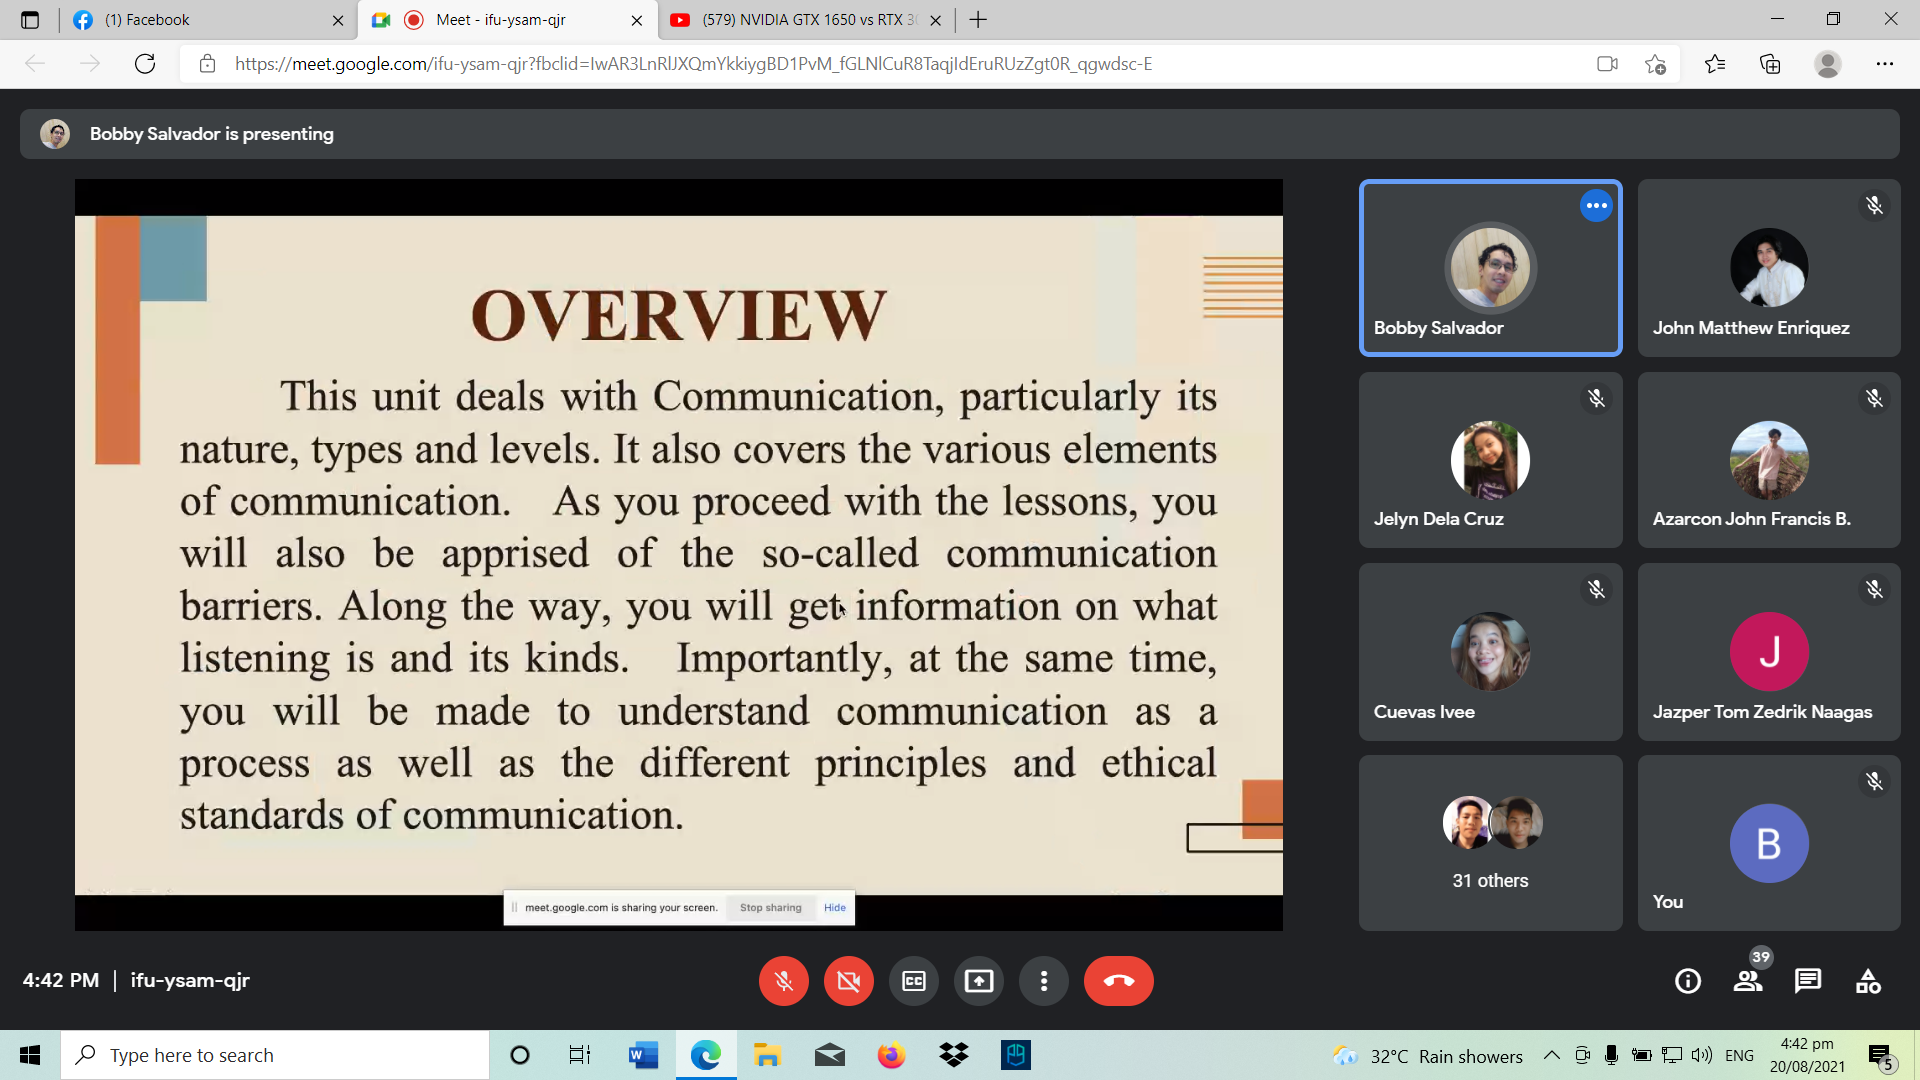 (1) Facebook
Meet - ifu-ysam-qjr
(579) NVIDIA GTX 1650 vs RTX 30
https://meet.google.com/ifu-ysam-qjr?fbclid=IwAR3LnRlJXQmYkkiygBD1PvM_fGLNlCuR8TaqjIdEruRUzZgt0R_qgwdsc-E
Bobby Salvador is presenting
OVERVIEW
This unit deals with Communication, particularly its
nature, types and levels. It also covers the various elements
of communication. As you proceed with the lessons, you
will also be apprised of the so-called communication
barriers. Along the way, you will get information on what
listening is and its kinds. Importantly, at the same time,
you will be made to understand communication as a
process as well as the different principles and ethical
standards of communication.
meet.google.com is sharing your screen. Stop sharing Hide
Bobby Salvador
John Matthew Enriquez
Jelyn Dela Cruz
Azarcon John Francis B.
Cuevas Ivee
J
Jazper Tom Zedrik Naagas
31 others
B
You
4:42 PM | ifu-ysam-qjr
CC
39
Type here to search
32°C Rain showers
ENG
4:42 pm
20/08/2021
5